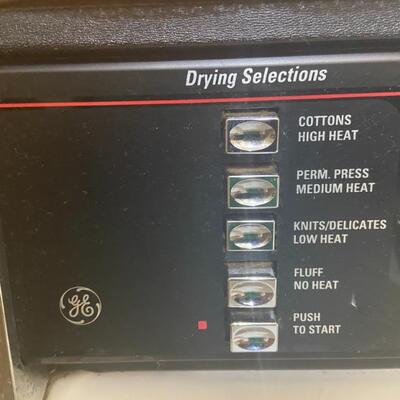 Drying Selections
COTTONS
HIGH HEAT
PERM. PRESS
MEDIUM HEAT
KNITS/DELICATES
LOW HEAT
FLUFF
NO HEAT
GE
PUSH
TO START